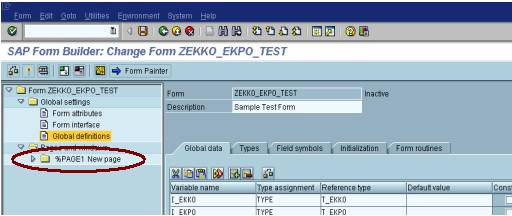 Form Edit Goto Utilities Environment System Help
SAP Form Builder: Change Form ZEKKO_EKPO_TEST
Form Painter
Form ZEKKO_EKPO_TEST
Global settings
Form attributes
Form interface
Global definitions
Pages and windows
%PAGE1 New page
Form ZEKKO_EKPO_TEST Inactive
Description Sample Test Form
Global data Types Field symbols Initialization Form routines
Variable name Type assignment Reference type Default value Const
I_EKKO TYPE T_EKKO
I_EKPO TYPE T_EKPO